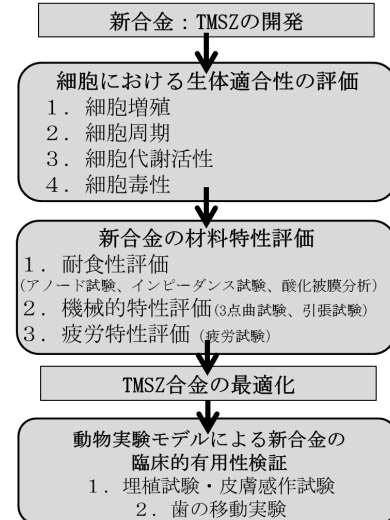 新合金：TMSZの開発
細胞における生体適合性の評価
１．細胞増殖
２．細胞周期
３．細胞代謝活性
４．細胞毒性
新合金の材料特性評価
１．耐食性評価
(アノード試験、インピーダンス試験、酸化被膜分析)
２．機械的特性評価(3点曲試験、引張試験)
３．疲労特性評価 (疲労試験)
TMSZ合金の最適化
動物実験モデルによる新合金の
臨床的有用性検証
１．埋植試験・皮膚感作試験
２．歯の移動実験